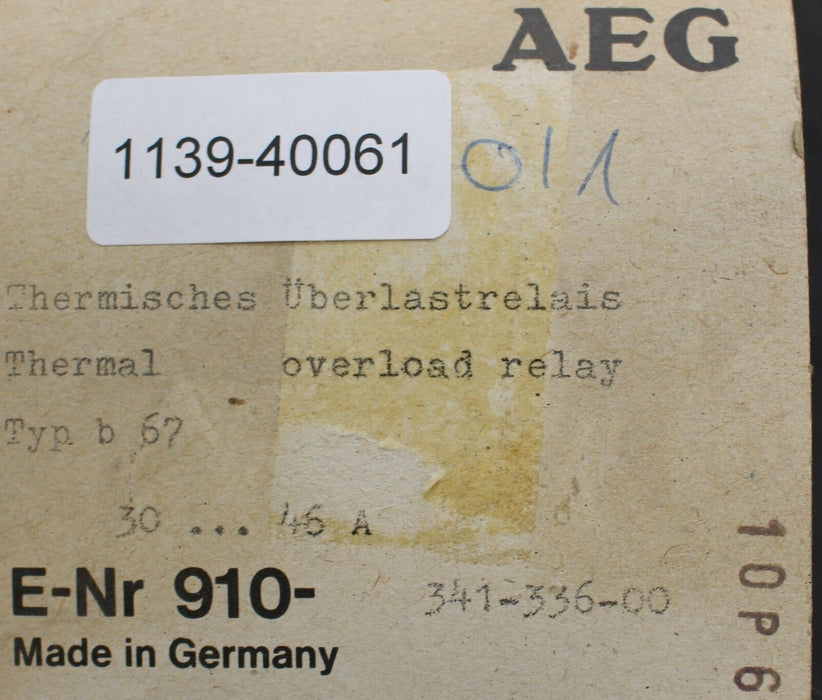 AEG
1139-40061
011
Thermisches Überlastrelais
Thermal overload relay
Typ b 67
30 ... 46 A
E-Nr 910- 341-336-00
Made in Germany
10P6